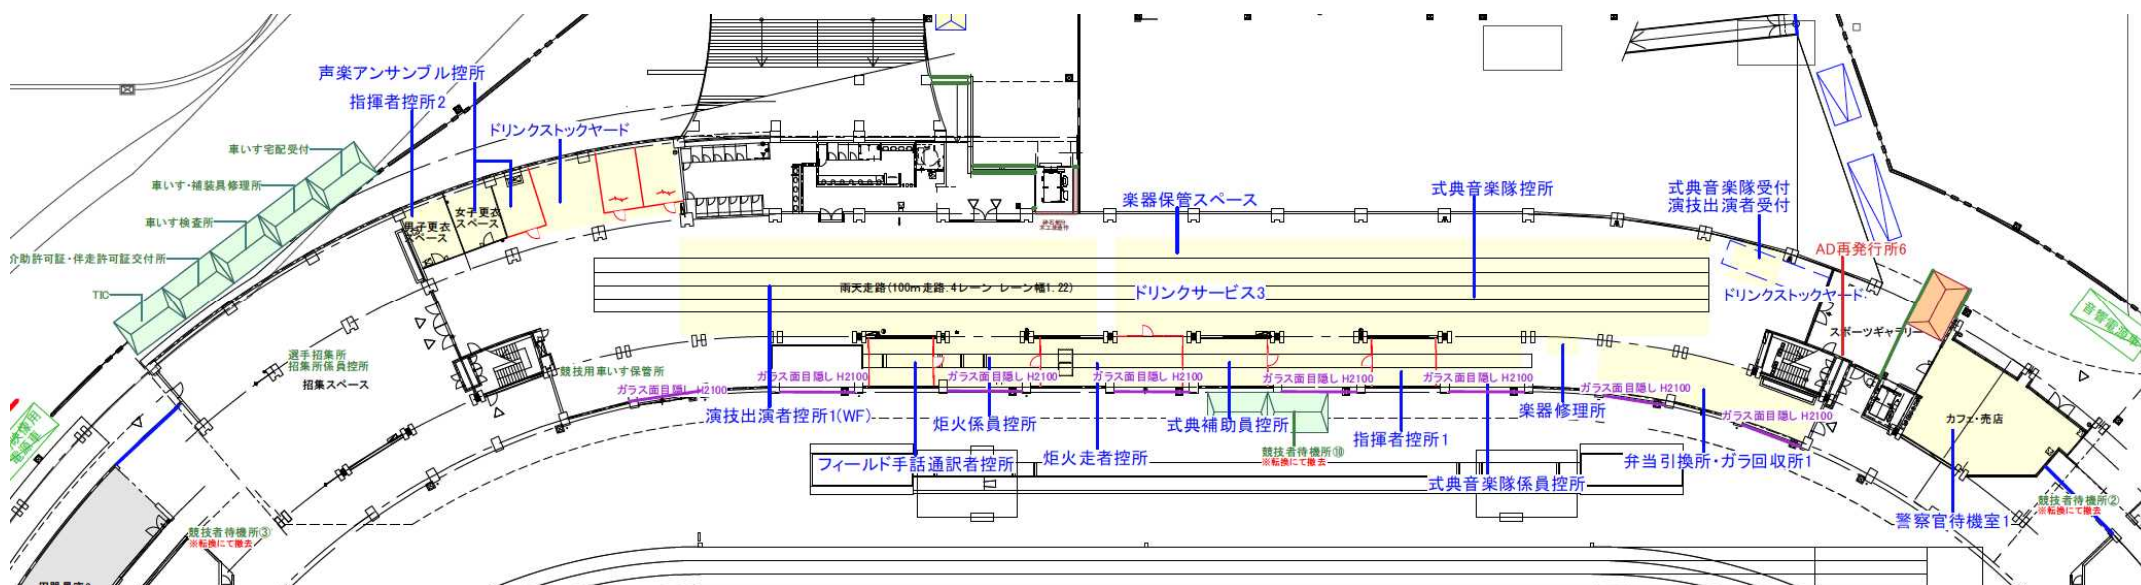 声楽アンサンブル控所
指揮者控所2
ドリンクストックヤード
車いす宅配受付
車いす・補装具修理所
車いす検査所
介助許可証・伴走許可証交付所
TIC
男子更衣
スペース
女子更衣
スペース
楽器保管スペース
式典音楽隊控所
式典音楽隊受付
演技出演者受付
AD再発行所6
雨天走路(100m走路.4レーン レーン幅1.22)
ドリンクサービス3
ドリンクストックヤード
スポーツギャラリー
音響電源車
選手招集所
招集所係員控所
招集スペース
競技用車いす保管所
ガラス面目隠し H2100
ガラス面目隠し H2100
ガラス面目隠し H2100
ガラス面目隠し H2100
ガラス面目隠し H2100
ガラス面目隠し H2100
ガラス面目隠し H2100
ガラス面目隠し H2100
演技出演者控所1(WF)
炬火係員控所
式典補助員控所
指揮者控所1
楽器修理所
カフェ・売店
フィールド手話通訳者控所
炬火走者控所
競技者待機所⑩
※転換にて撤去
式典音楽隊係員控所
弁当引換所・ガラ回収所1
警察官待機室1
競技者待機所②
※転換にて撤去
競技者待機所③
※転換にて撤去
映像用
電源車